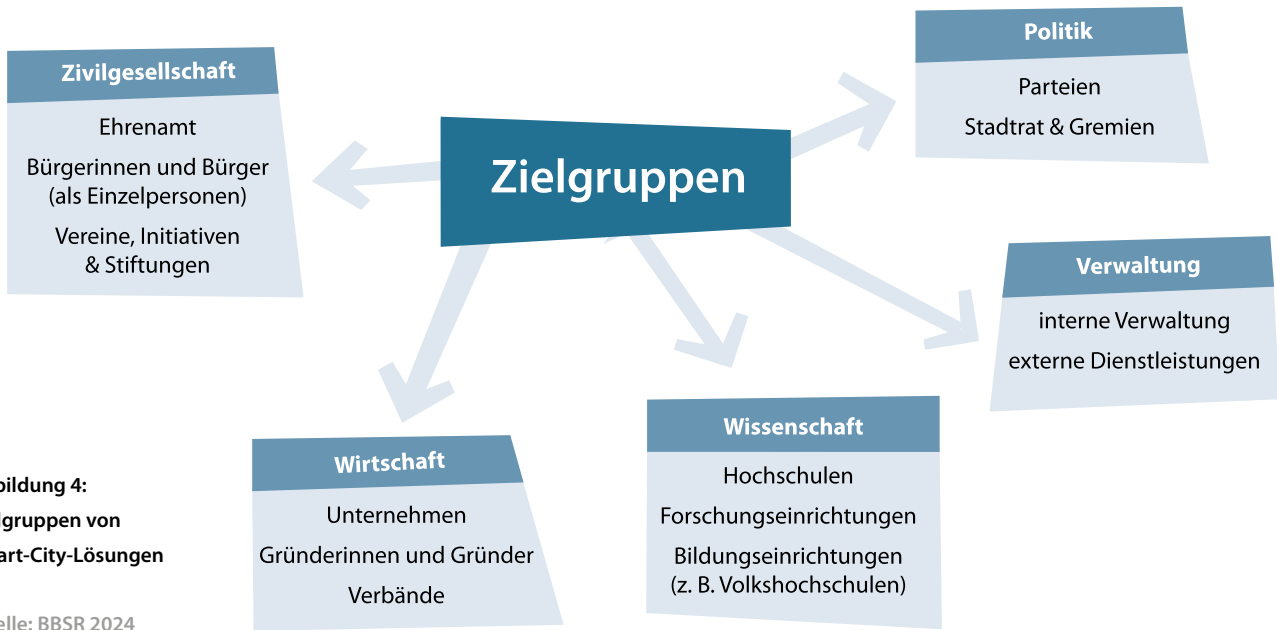 Zielgruppen
Zivilgesellschaft
Ehrenamt
Bürgerinnen und Bürger
(als Einzelpersonen)
Vereine, Initiativen
& Stiftungen
Politik
Parteien
Stadtrat & Gremien
Verwaltung
interne Verwaltung
externe Dienstleistungen
Wissenschaft
Hochschulen
Forschungseinrichtungen
Bildungseinrichtungen
(z. B. Volkshochschulen)
Wirtschaft
Unternehmen
Gründerinnen und Gründer
Verbände
bildung 4:
lgruppen von
art-City-Lösungen
elle: BBSR 2024